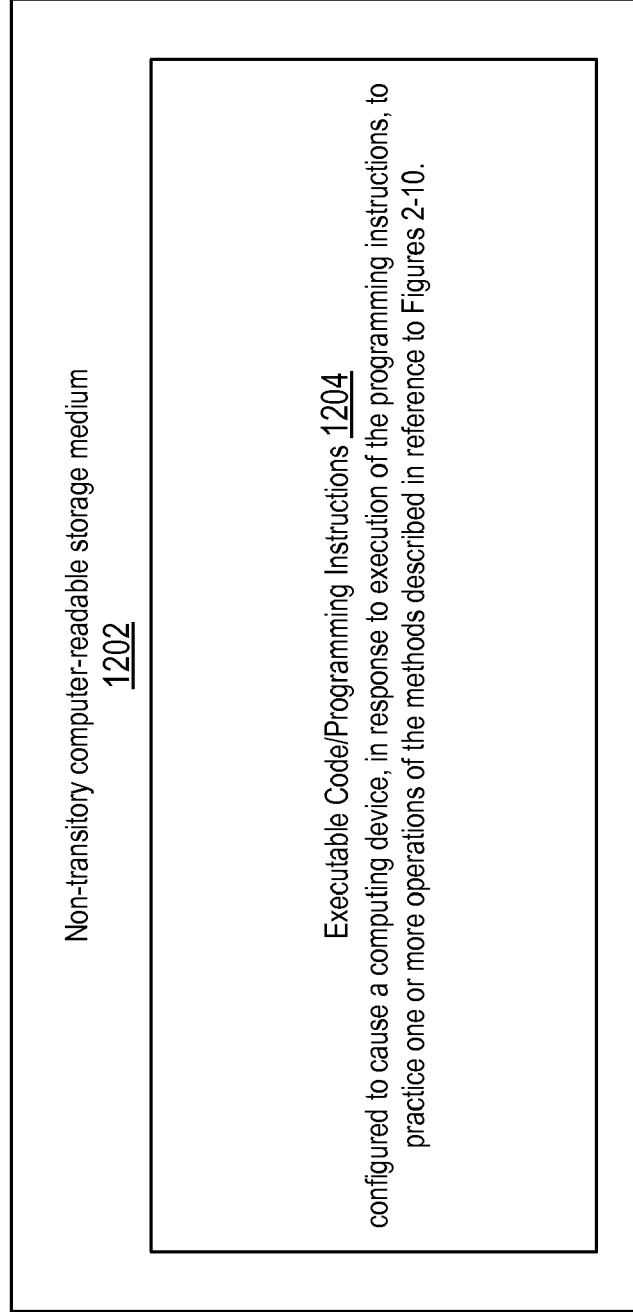 Non-transitory computer-readable storage medium
1202
Executable Code/Programming Instructions 1204
configured to cause a computing device, in response to execution of the programming instructions, to
practice one or more operations of the methods described in reference to Figures 2-10.